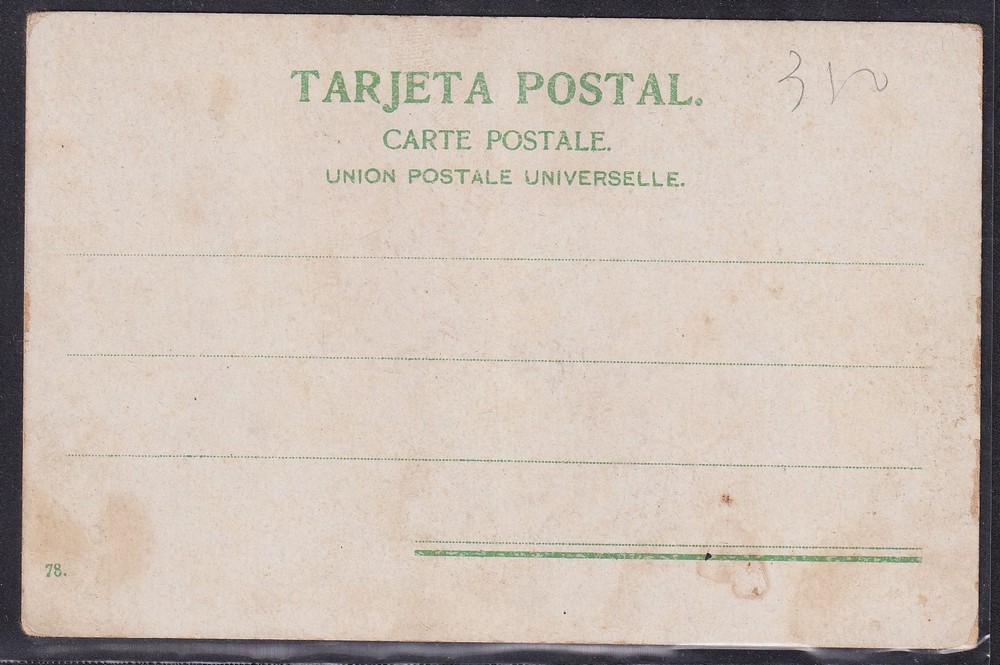 TARJETA POSTAL.
CARTE POSTALE.
UNION POSTALE UNIVERSELLE.
78.